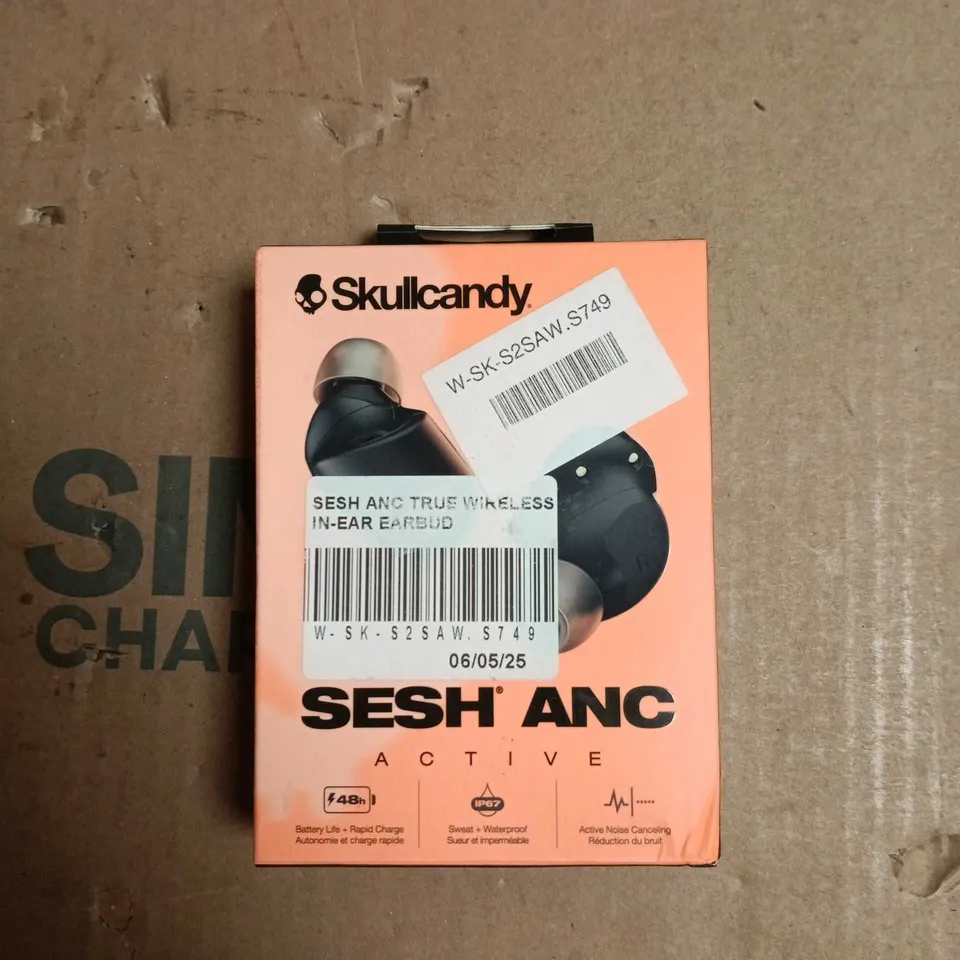 Skullcandy
W-SK-S2SAW.S749
SESH ANC TRUE WIRELESS
IN-EAR EARBUD
W-SK-S2SAW.S749
06/05/25
SESH® ANC
ACTIVE
48h
IP67
Battery Life + Rapid Charge
Autonomie et charge rapide
Sweat + Waterproof
Sueur et imperméable
Active Noise Canceling
Réduction du bruit